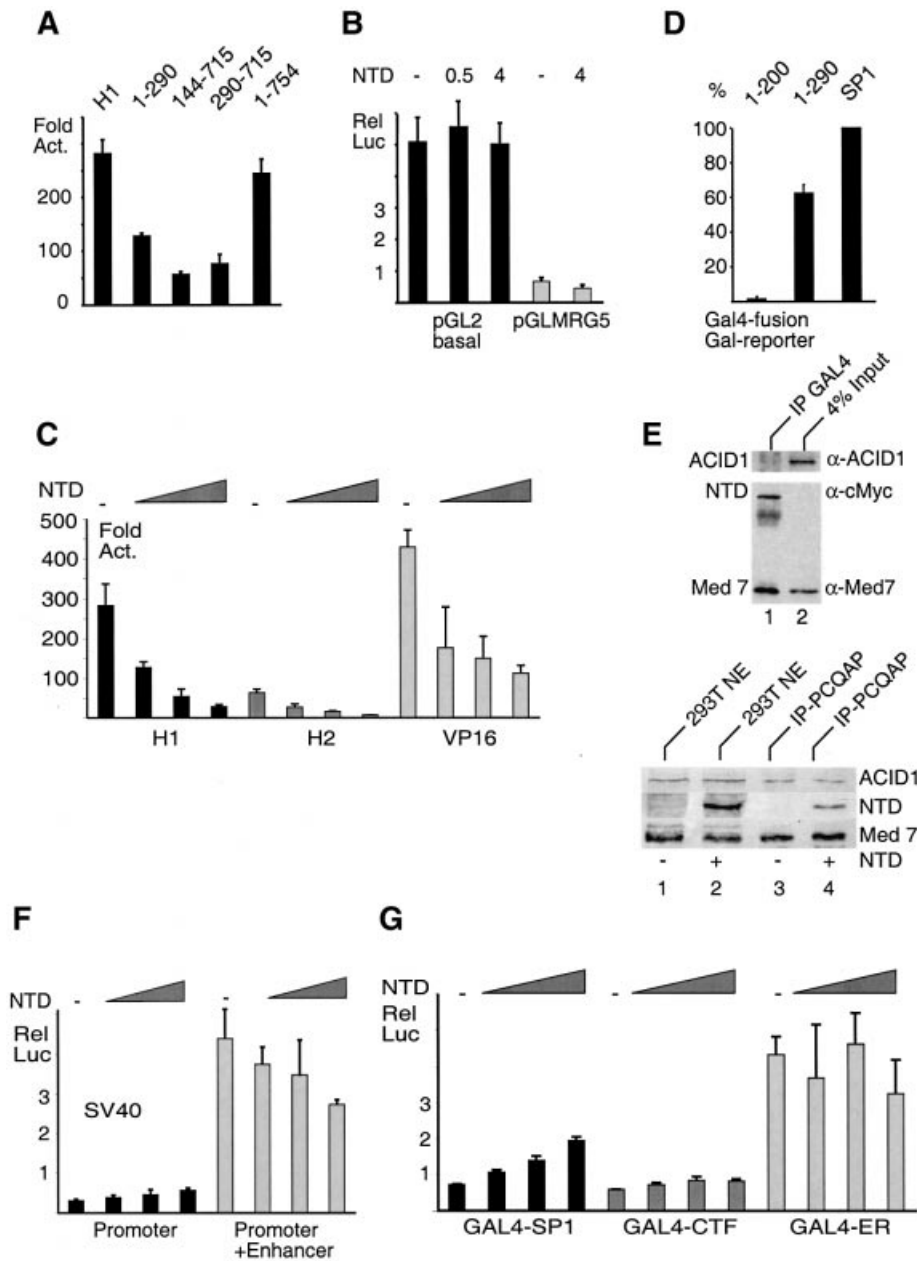 A
H1 1-290 144-715 290-715 1-754
Fold
Act.
200
100
0
B
NTD - 0.5 4 - 4
Rel
Luc
3
2
1
pGL2
basal
pGLMRG5
D
% 1-200 1-290 SP1
100
80
60
40
20
Gal4-fusion
Gal-reporter
C
NTD - - -
500
400
300
200
100
Fold
Act.
H1 H2 VP16
E
IP GAL4 4% Input
ACID1 α-ACID1
NTD α-cMyc
Med 7 α-Med7
1 2
293T NE 293T NE IP-PCQAP IP-PCQAP
ACID1
NTD
Med 7
- + - + NTD
1 2 3 4
F
NTD - -
Rel
Luc
3
2
1
SV40
Promoter
Promoter
+Enhancer
G
NTD - - -
Rel
Luc
3
2
1
GAL4-SP1 GAL4-CTF GAL4-ER